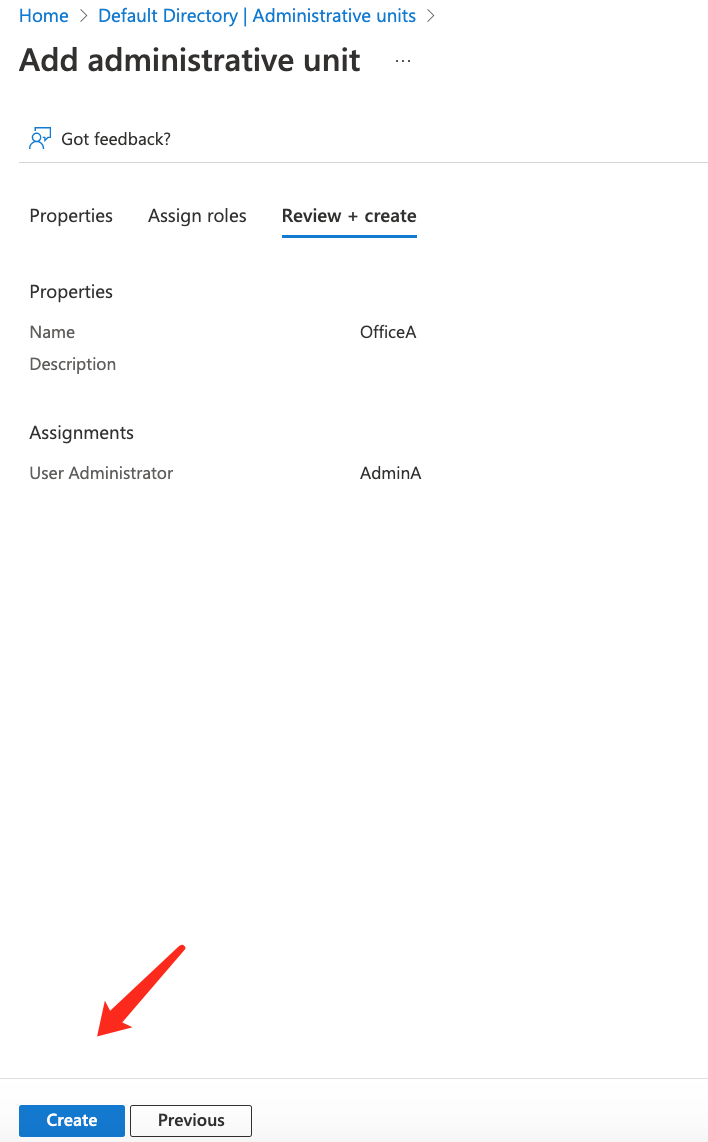 Home > Default Directory | Administrative units >
Add administrative unit ...
Got feedback?
Properties Assign roles Review + create
Properties
Name OfficeA
Description
Assignments
User Administrator AdminA
Create Previous